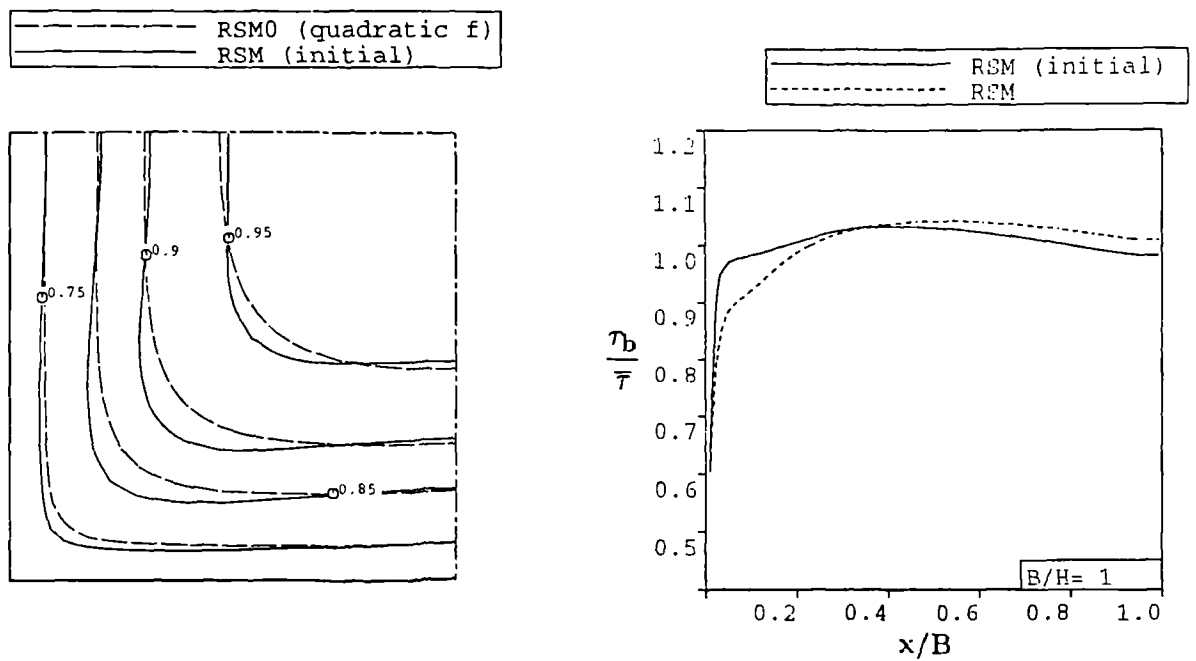 RSM0 (quadratic f)
RSM (initial)
0.95
0.9
0.75
0.85
RSM (initial)
RSM
1.2
1.1
1.0
0.9
0.8
0.7
0.6
0.5
τb
τ̄
B/H= 1
0.2 0.4 0.6 0.8 1.0
x/B